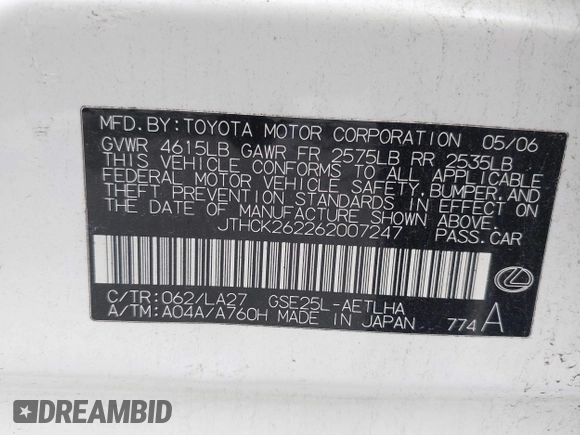 MFD. BY: TOYOTA MOTOR CORPORATION 05/06
GVWR 4615LB GAWR FR 2575LB RR 2535LB
THIS VEHICLE CONFORMS TO ALL APPLICABLE
FEDERAL MOTOR VEHICLE SAFETY, BUMPER, AND
THEFT PREVENTION STANDARDS IN EFFECT ON
THE DATE OF MANUFACTURE SHOWN ABOVE.
JTHCK262262007247 PASS. CAR
C/TR: 062/LA27 GSE25L-AETLHA
A/TM: A04A/A760H MADE IN JAPAN 774 A
DREAMBID